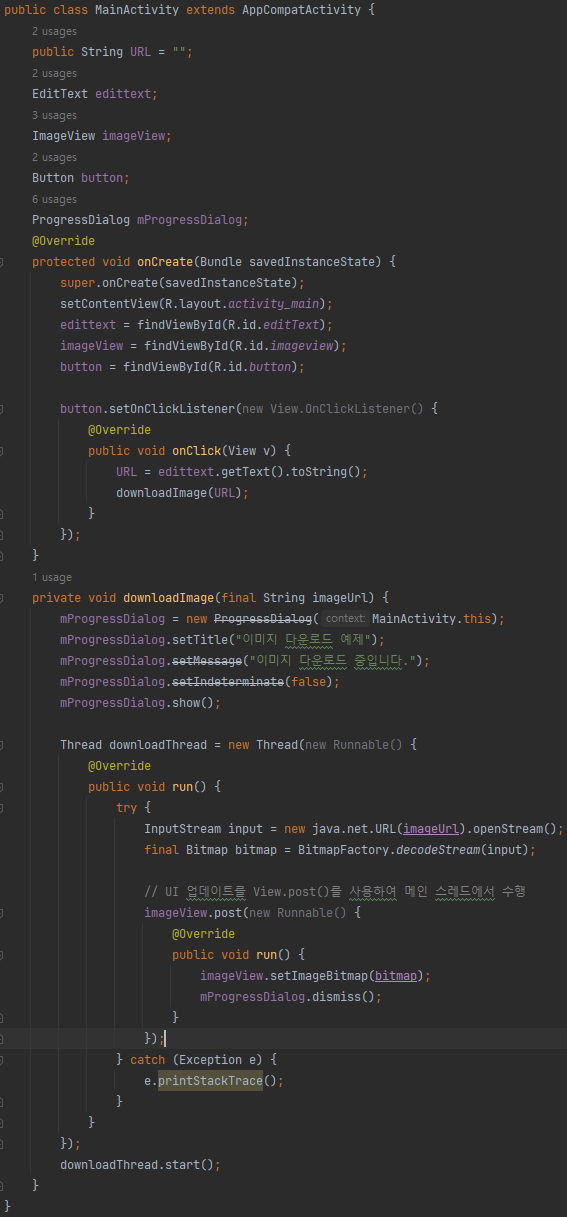 public class MainActivity extends AppCompatActivity {
2 usages
public String URL = "";
2 usages
EditText edittext;
3 usages
ImageView imageView;
2 usages
Button button;
6 usages
ProgressDialog mProgressDialog;
@Override
protected void onCreate(Bundle savedInstanceState) {
super.onCreate(savedInstanceState);
setContentView(R.layout.activity_main);
edittext = findViewById(R.id.editText);
imageView = findViewById(R.id.imageview);
button = findViewById(R.id.button);
button.setOnClickListener(new View.OnClickListener() {
@Override
public void onClick(View v) {
URL = edittext.getText().toString();
downloadImage(URL);
}
});
}
1 usage
private void downloadImage(final String imageUrl) {
mProgressDialog = new ProgressDialog( context: MainActivity.this);
mProgressDialog.setTitle("이미지 다운로드 예제");
mProgressDialog.setMessage("이미지 다운로드 중입니다.");
mProgressDialog.setIndeterminate(false);
mProgressDialog.show();
Thread downloadThread = new Thread(new Runnable() {
@Override
public void run() {
try {
InputStream input = new java.net.URL(imageUrl).openStream();
final Bitmap bitmap = BitmapFactory.decodeStream(input);
// UI 업데이트를 View.post()를 사용하여 메인 스레드에서 수행
imageView.post(new Runnable() {
@Override
public void run() {
imageView.setImageBitmap(bitmap);
mProgressDialog.dismiss();
}
});
} catch (Exception e) {
e.printStackTrace();
}
}
});
downloadThread.start();
}
}